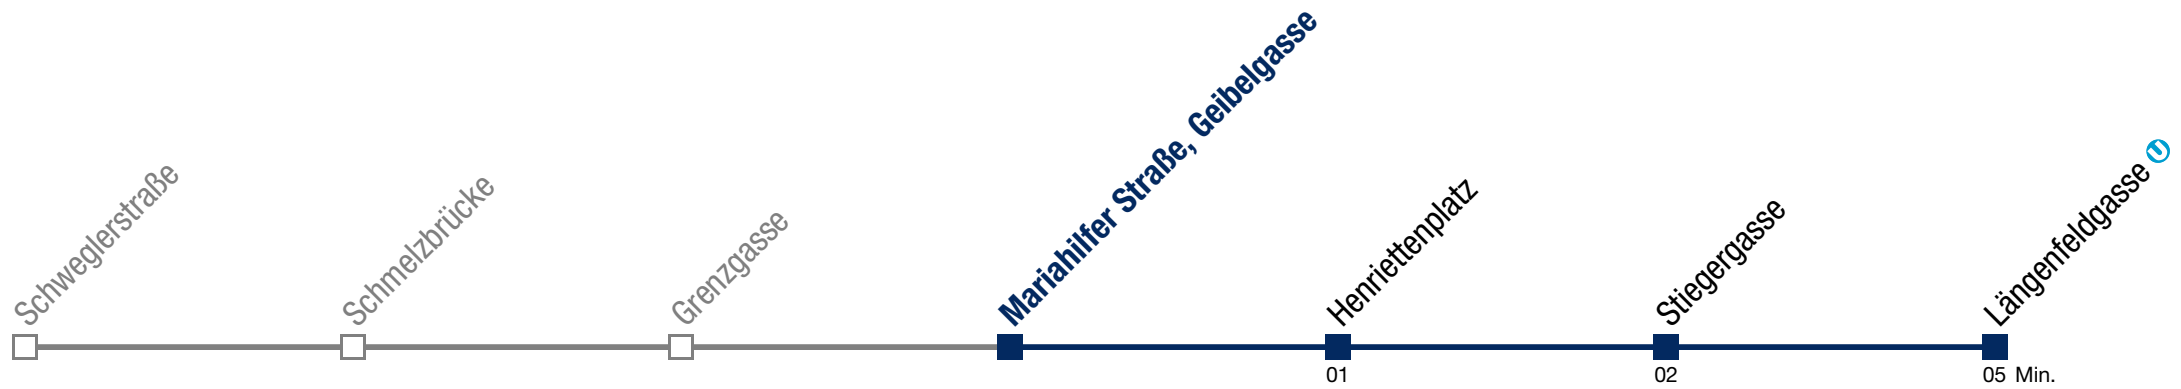 Schweglerstraße
Schmelzbrücke
Grenzgasse
Mariahilfer Straße, Geibelgasse
Henriettenplatz
Stiegergasse
Längenfeldgasse U
01
02
05 Min.